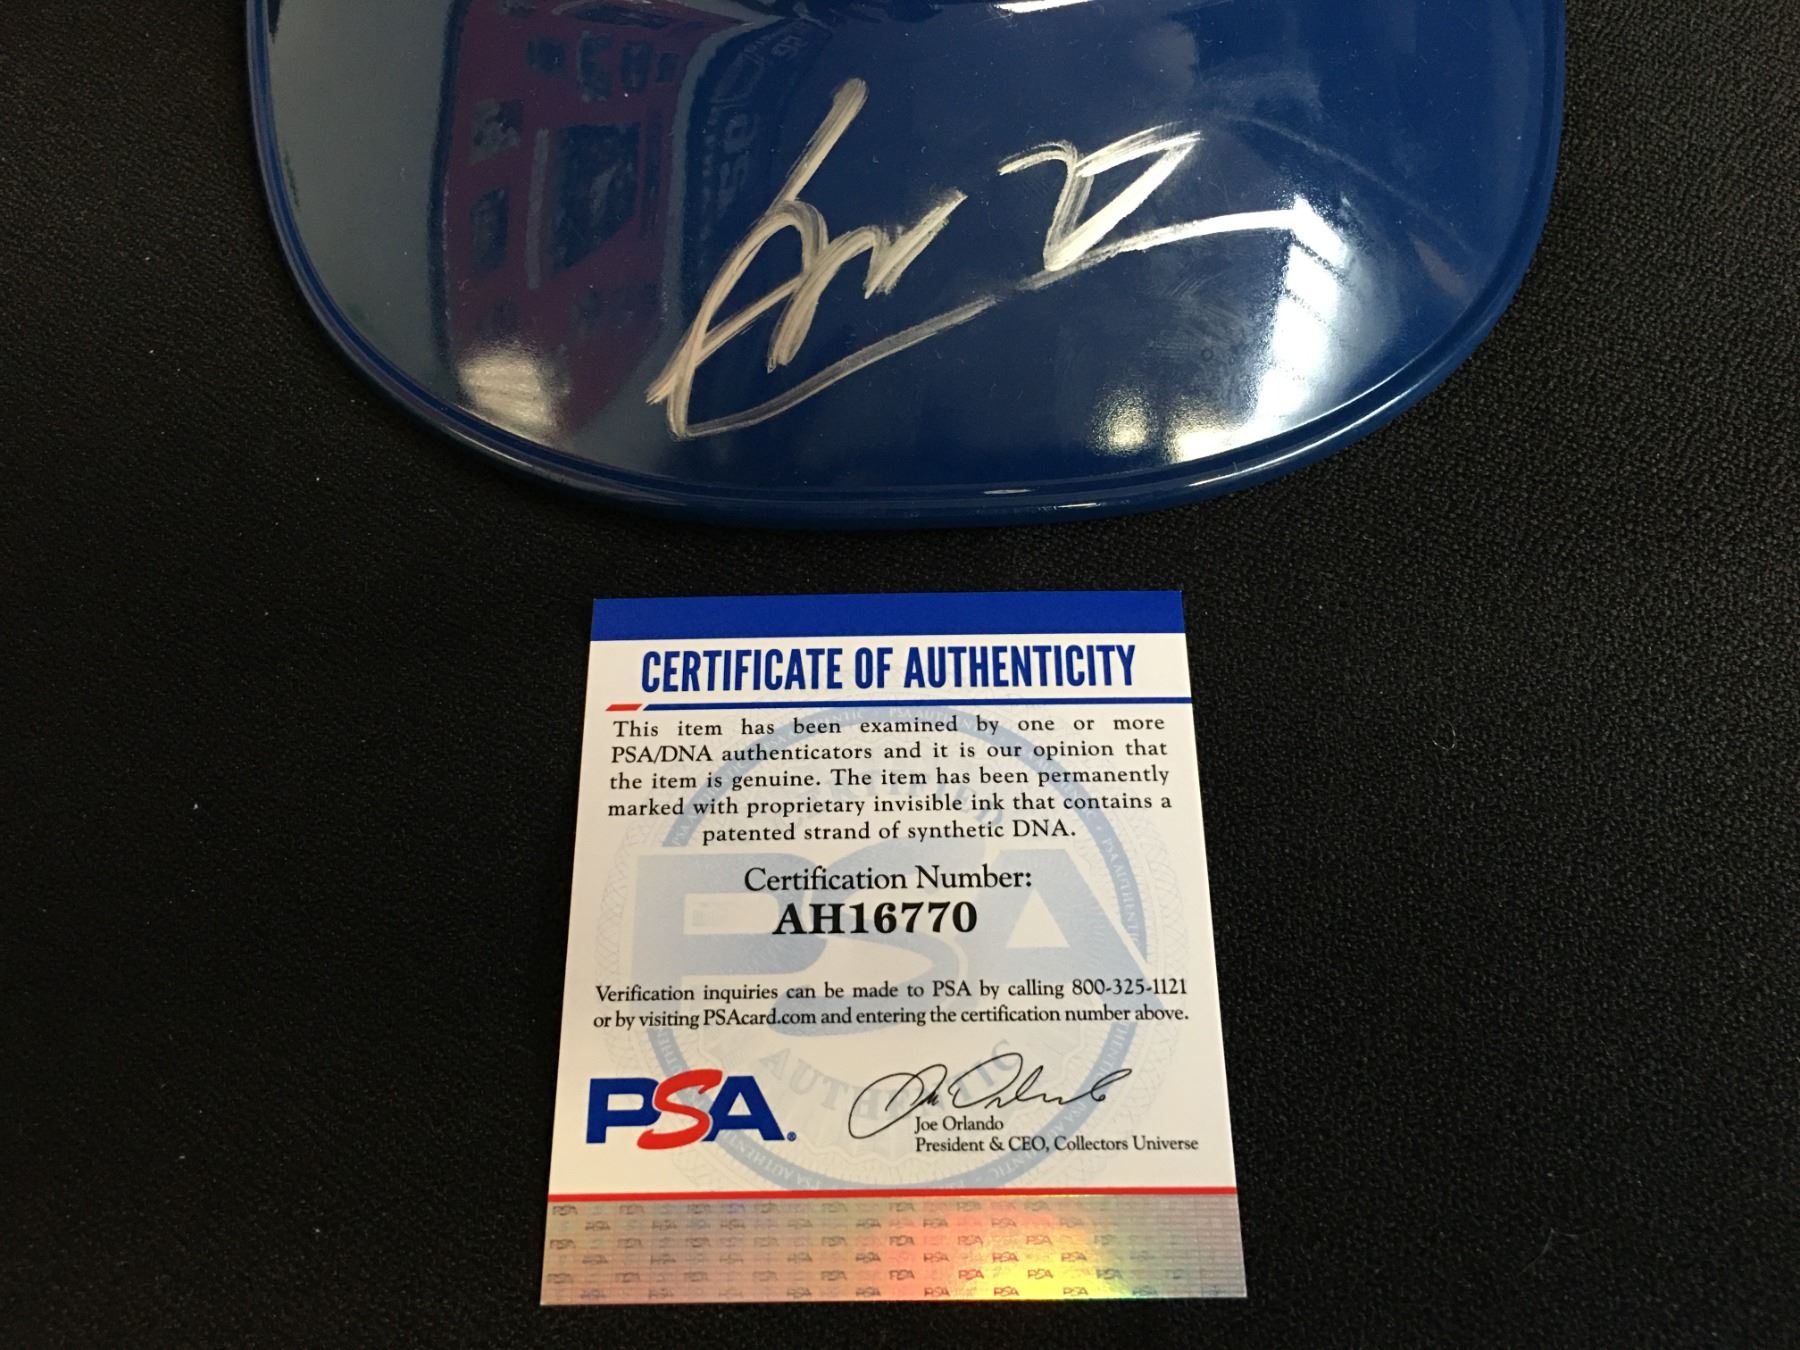 CERTIFICATE OF AUTHENTICITY
This item has been examined by one or more
PSA/DNA authenticators and it is our opinion that
the item is genuine. The item has been permanently
marked with proprietary invisible ink that contains a
patented strand of synthetic DNA.
Certification Number:
AH16770
Verification inquiries can be made to PSA by calling 800-325-1121
or by visiting PSAcard.com and entering the certification number above.
PSA®
Joe Orlando
Joe Orlando
President & CEO, Collectors Universe